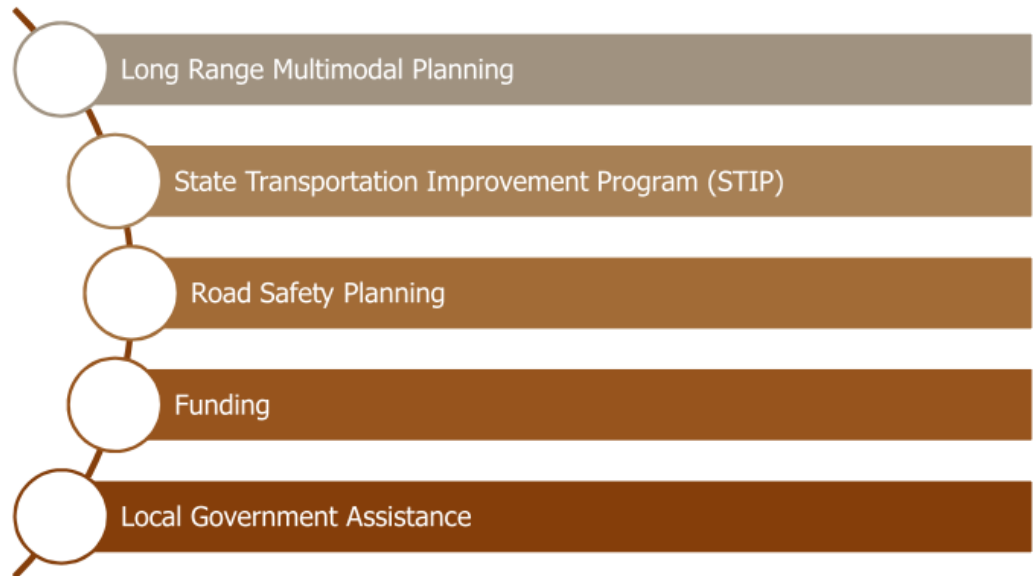 Long Range Multimodal Planning
State Transportation Improvement Program (STIP)
Road Safety Planning
Funding
Local Government Assistance